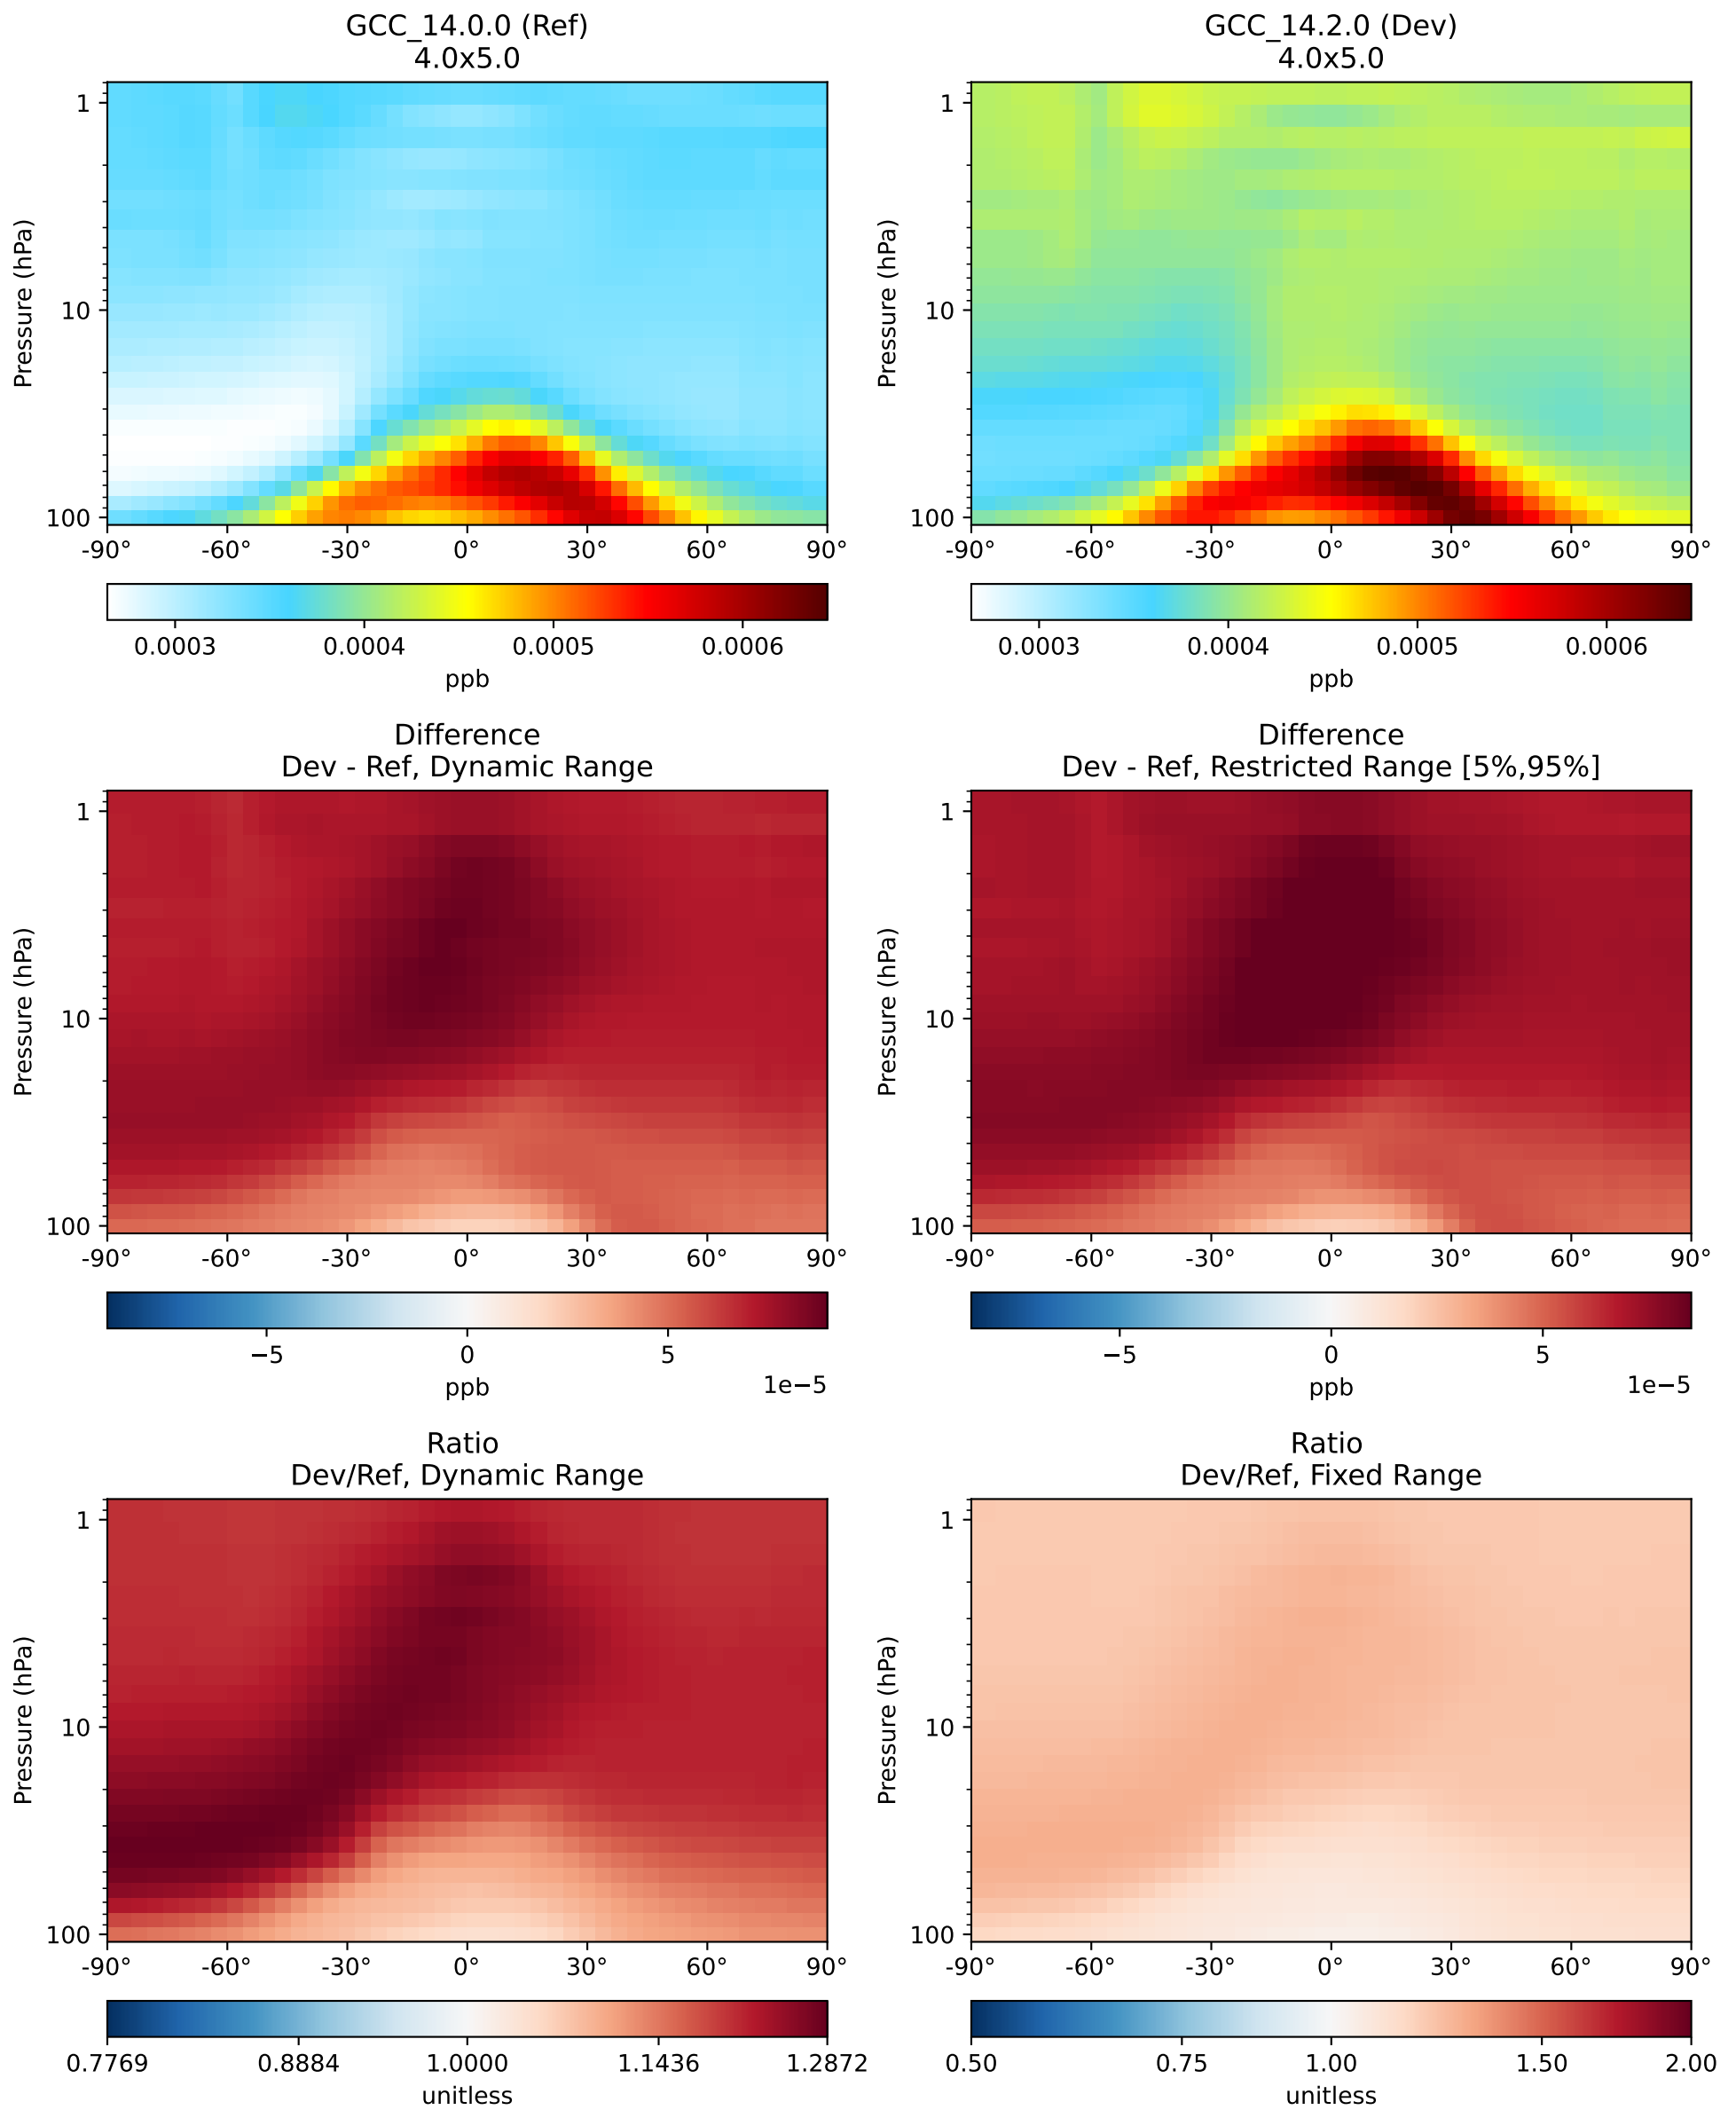 GCC_14.0.0 (Ref)
4.0x5.0
Pressure (hPa)
1
10
100
-90° -60° -30° 0° 30° 60° 90°
0.0003 0.0004 0.0005 0.0006
ppb
GCC_14.2.0 (Dev)
4.0x5.0
Pressure (hPa)
1
10
100
-90° -60° -30° 0° 30° 60° 90°
0.0003 0.0004 0.0005 0.0006
ppb
Difference
Dev - Ref, Dynamic Range
Pressure (hPa)
1
10
100
-90° -60° -30° 0° 30° 60° 90°
−5 0 5
1e−5
ppb
Difference
Dev - Ref, Restricted Range [5%,95%]
Pressure (hPa)
1
10
100
-90° -60° -30° 0° 30° 60° 90°
−5 0 5
1e−5
ppb
Ratio
Dev/Ref, Dynamic Range
Pressure (hPa)
1
10
100
-90° -60° -30° 0° 30° 60° 90°
0.7769 0.8884 1.0000 1.1436 1.2872
unitless
Ratio
Dev/Ref, Fixed Range
Pressure (hPa)
1
10
100
-90° -60° -30° 0° 30° 60° 90°
0.50 0.75 1.00 1.50 2.00
unitless